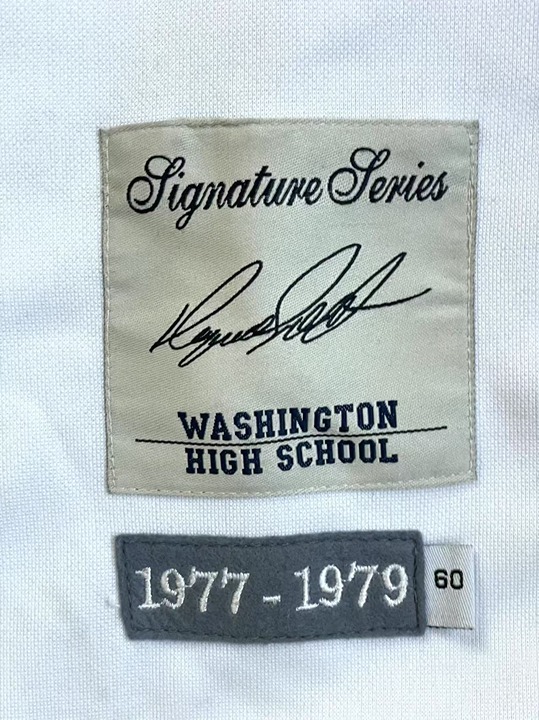 Signature Series
WASHINGTON
HIGH SCHOOL
1977 - 1979
60